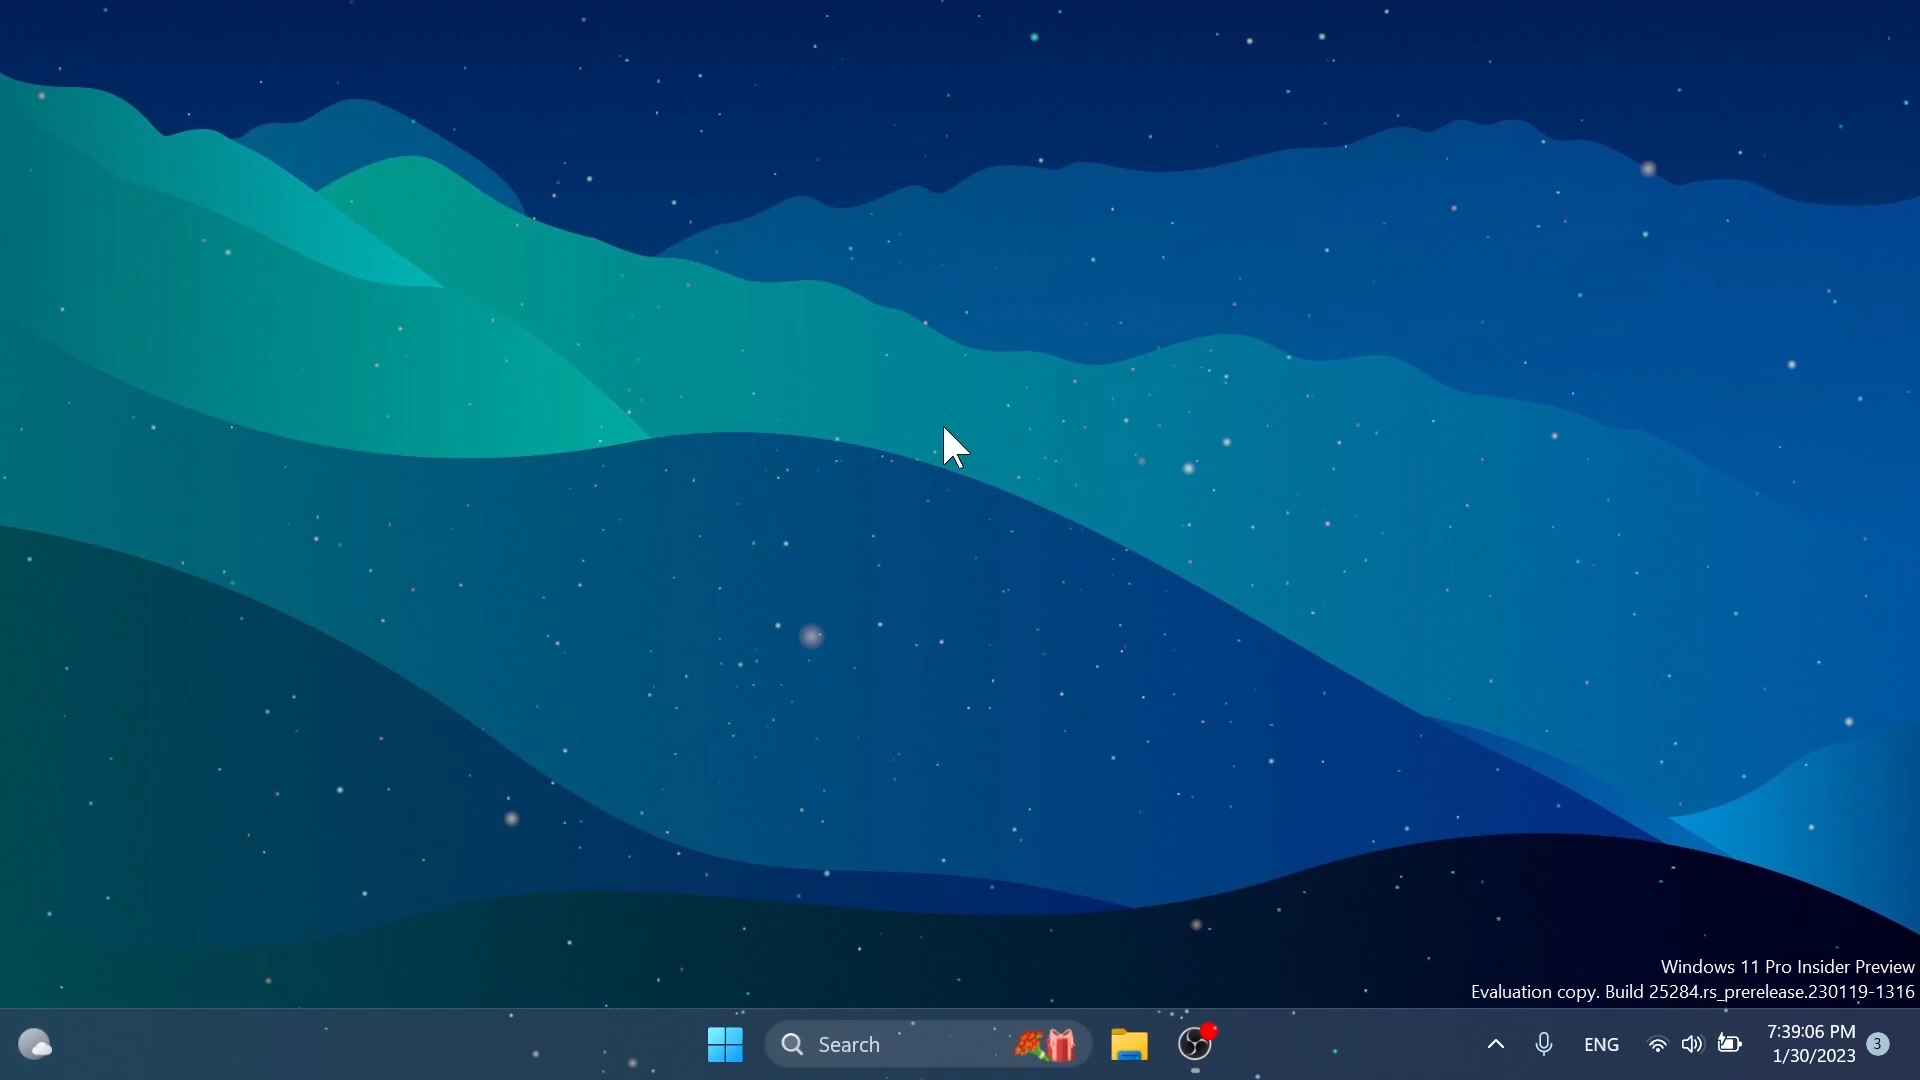 Windows 11 Pro Insider Preview
Evaluation copy. Build 25284.rs_prerelease.230119-1316
Search
ENG
7:39:06 PM
1/30/2023
3